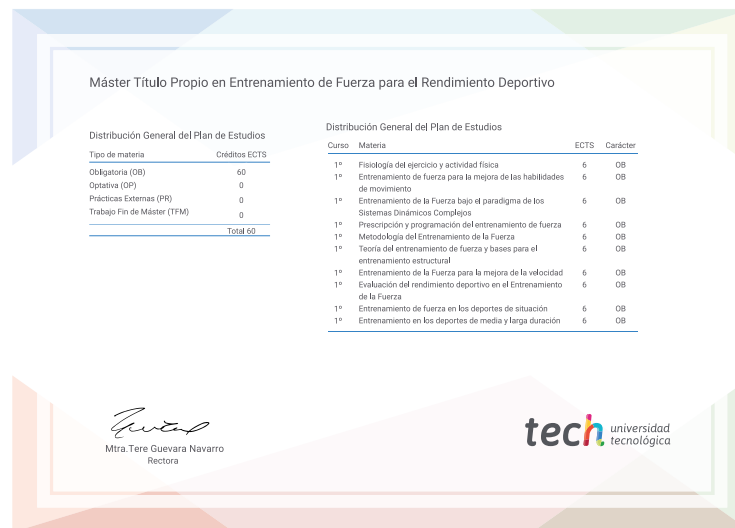 Máster Título Propio en Entrenamiento de Fuerza para el Rendimiento Deportivo
Distribución General del Plan de Estudios
Tipo de materia Créditos ECTS
Obligatoria (OB) 60
Optativa (OP) 0
Prácticas Externas (PR) 0
Trabajo Fin de Máster (TFM) 0
Total 60
Distribución General del Plan de Estudios
Curso Materia ECTS Carácter
1º Fisiología del ejercicio y actividad física 6 OB
1º Entrenamiento de fuerza para la mejora de las habilidades 6 OB
de movimiento
1º Entrenamiento de la Fuerza bajo el paradigma de los 6 OB
Sistemas Dinámicos Complejos
1º Prescripción y programación del entrenamiento de fuerza 6 OB
1º Metodología del Entrenamiento de la Fuerza 6 OB
1º Teoría del entrenamiento de fuerza y bases para el 6 OB
entrenamiento estructural
1º Entrenamiento de la Fuerza para la mejora de la velocidad 6 OB
1º Evaluación del rendimiento deportivo en el Entrenamiento 6 OB
de la Fuerza
1º Entrenamiento de fuerza en los deportes de situación 6 OB
1º Entrenamiento en los deportes de media y larga duración 6 OB
Mtra.Tere Guevara Navarro
Rectora
tech universidad
tecnológica